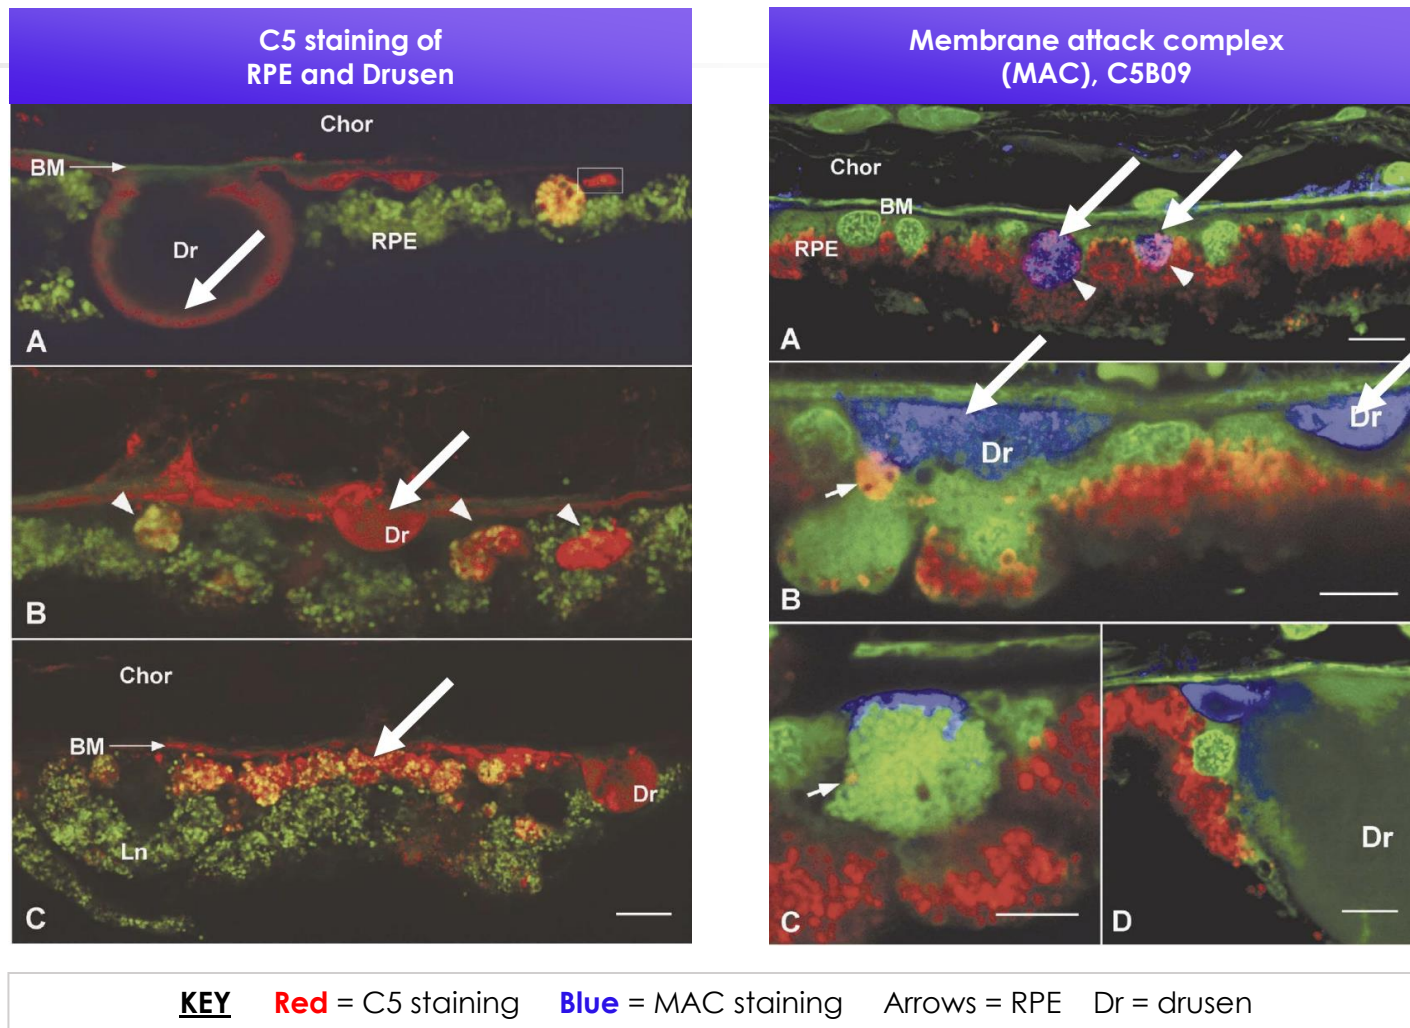 C5 staining of
RPE and Drusen
Chor
BM
Dr
RPE
A
Dr
B
Chor
BM
Dr
Ln
C
Membrane attack complex
(MAC), C5B09
Chor
BM
RPE
A
Dr
Dr
B
C
Dr
D
KEY Red = C5 staining Blue = MAC staining Arrows = RPE Dr = drusen